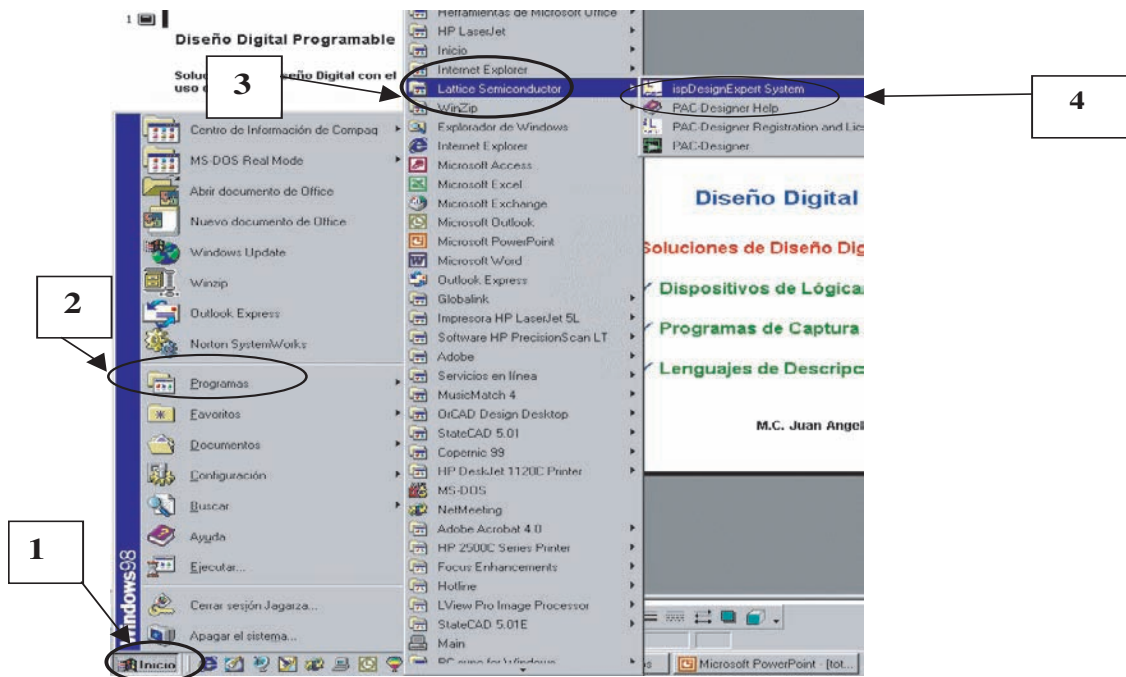 1
Diseño Digital Programable
Solu eño Digital con el
uso
3
2
1
4
Windows98
Centro de Información de Compaq
MS-DOS Real Mode
Abrir documento de Office
Nuevo documento de Office
Windows Update
Winzip
Outlook Express
Norton SystemWorks
Programas
Favoritos
Documentos
Configuración
Buscar
Ayuda
Ejecutar...
Cerrar sesión Jagarza...
Apagar el sistema...
Inicio
Herramientas de Microsoft Office
HP LaserJet
Inicio
Internet Explorer
Lattice Semiconductor
WinZip
Explorador de Windows
Internet Explorer
Microsoft Access
Microsoft Excel
Microsoft Exchange
Microsoft Outlook
Microsoft PowerPoint
Microsoft Word
Outlook Express
Globalink
Impresora HP LaserJet 5L
Software HP PrecisionScan LT
Adobe
Servicios en línea
MusicMatch 4
OrCAD Design Desktop
StateCAD 5.01
Copernic 99
HP DeskJet 1120C Printer
MS-DOS
NetMeeting
Adobe Acrobat 4.0
HP 2500C Series Printer
Focus Enhancements
Hotline
LView Pro Image Processor
StateCAD 5.01E
Main
PC sync for Windows
ispDesignExpert System
PAC-Designer Help
PAC-Designer Registration and Lice
PAC-Designer
Diseño Digital
Soluciones de Diseño Dig
✓ Dispositivos de Lógica
✓ Programas de Captura
✓ Lenguajes de Descripc
M.C. Juan Angel
os
Microsoft PowerPoint - [tot...